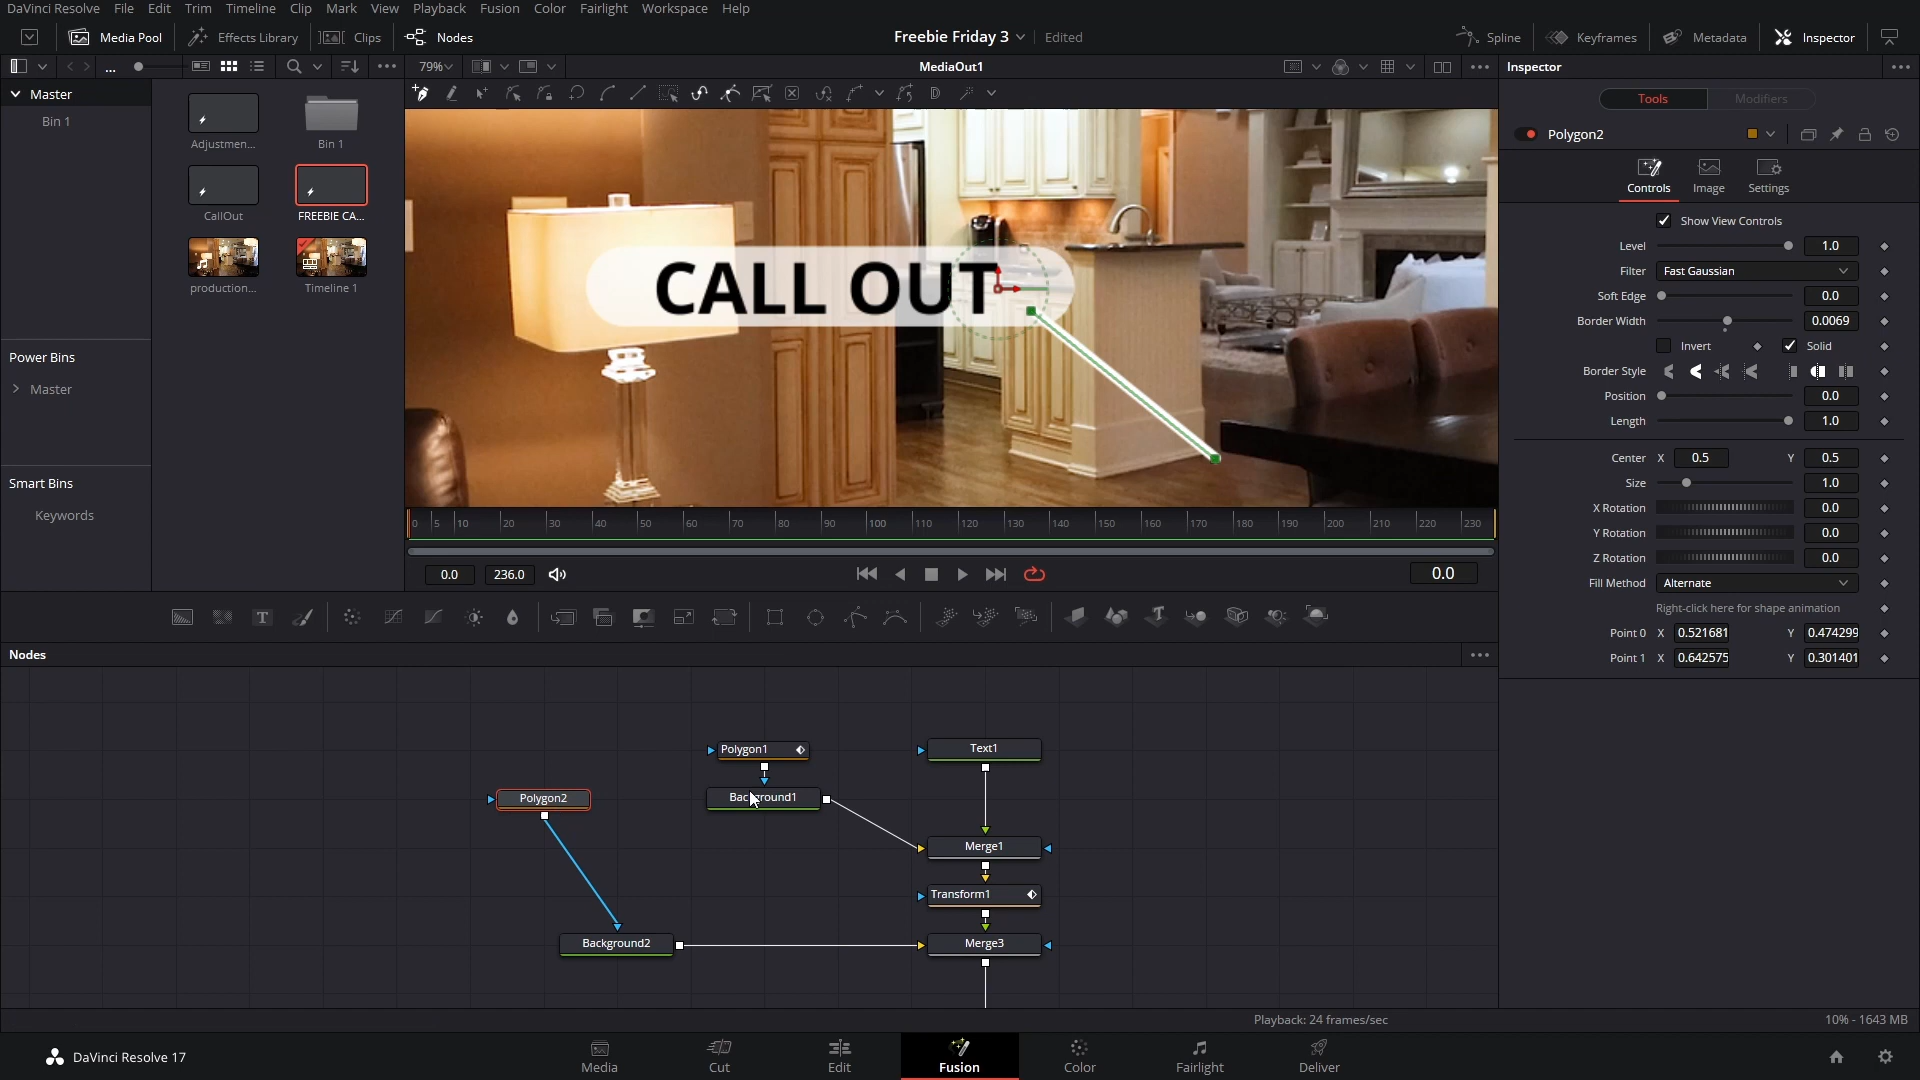 DaVinci Resolve File Edit Trim Timeline Clip Mark View Playback Fusion Color Fairlight Workspace Help
Media Pool Effects Library Clips Nodes Freebie Friday 3 Edited Spline Keyframes Metadata Inspector
... 79% MediaOut1 Inspector
Master
Bin 1
Adjustmen...
Bin 1
CallOut
FREEBIE CA...
production...
Timeline 1
Power Bins
Master
Smart Bins
Keywords
CALL OUT
0 5 10 20 30 40 50 60 70 80 90 100 110 120 130 140 150 160 170 180 190 200 210 220 230
0.0 236.0 0.0
Tools Modifiers
Polygon2
Controls Image Settings
Show View Controls
Level 1.0
Filter Fast Gaussian
Soft Edge 0.0
Border Width 0.0069
Invert Solid
Border Style
Position 0.0
Length 1.0
Center X 0.5 Y 0.5
Size 1.0
X Rotation 0.0
Y Rotation 0.0
Z Rotation 0.0
Fill Method Alternate
Right-click here for shape animation
Point 0 X 0.521681 Y 0.474299
Point 1 X 0.642575 Y 0.301401
Nodes
Polygon1
Text1
Polygon2
Background1
Merge1
Transform1
Background2
Merge3
Playback: 24 frames/sec 10% - 1643 MB
DaVinci Resolve 17
Media Cut Edit Fusion Color Fairlight Deliver